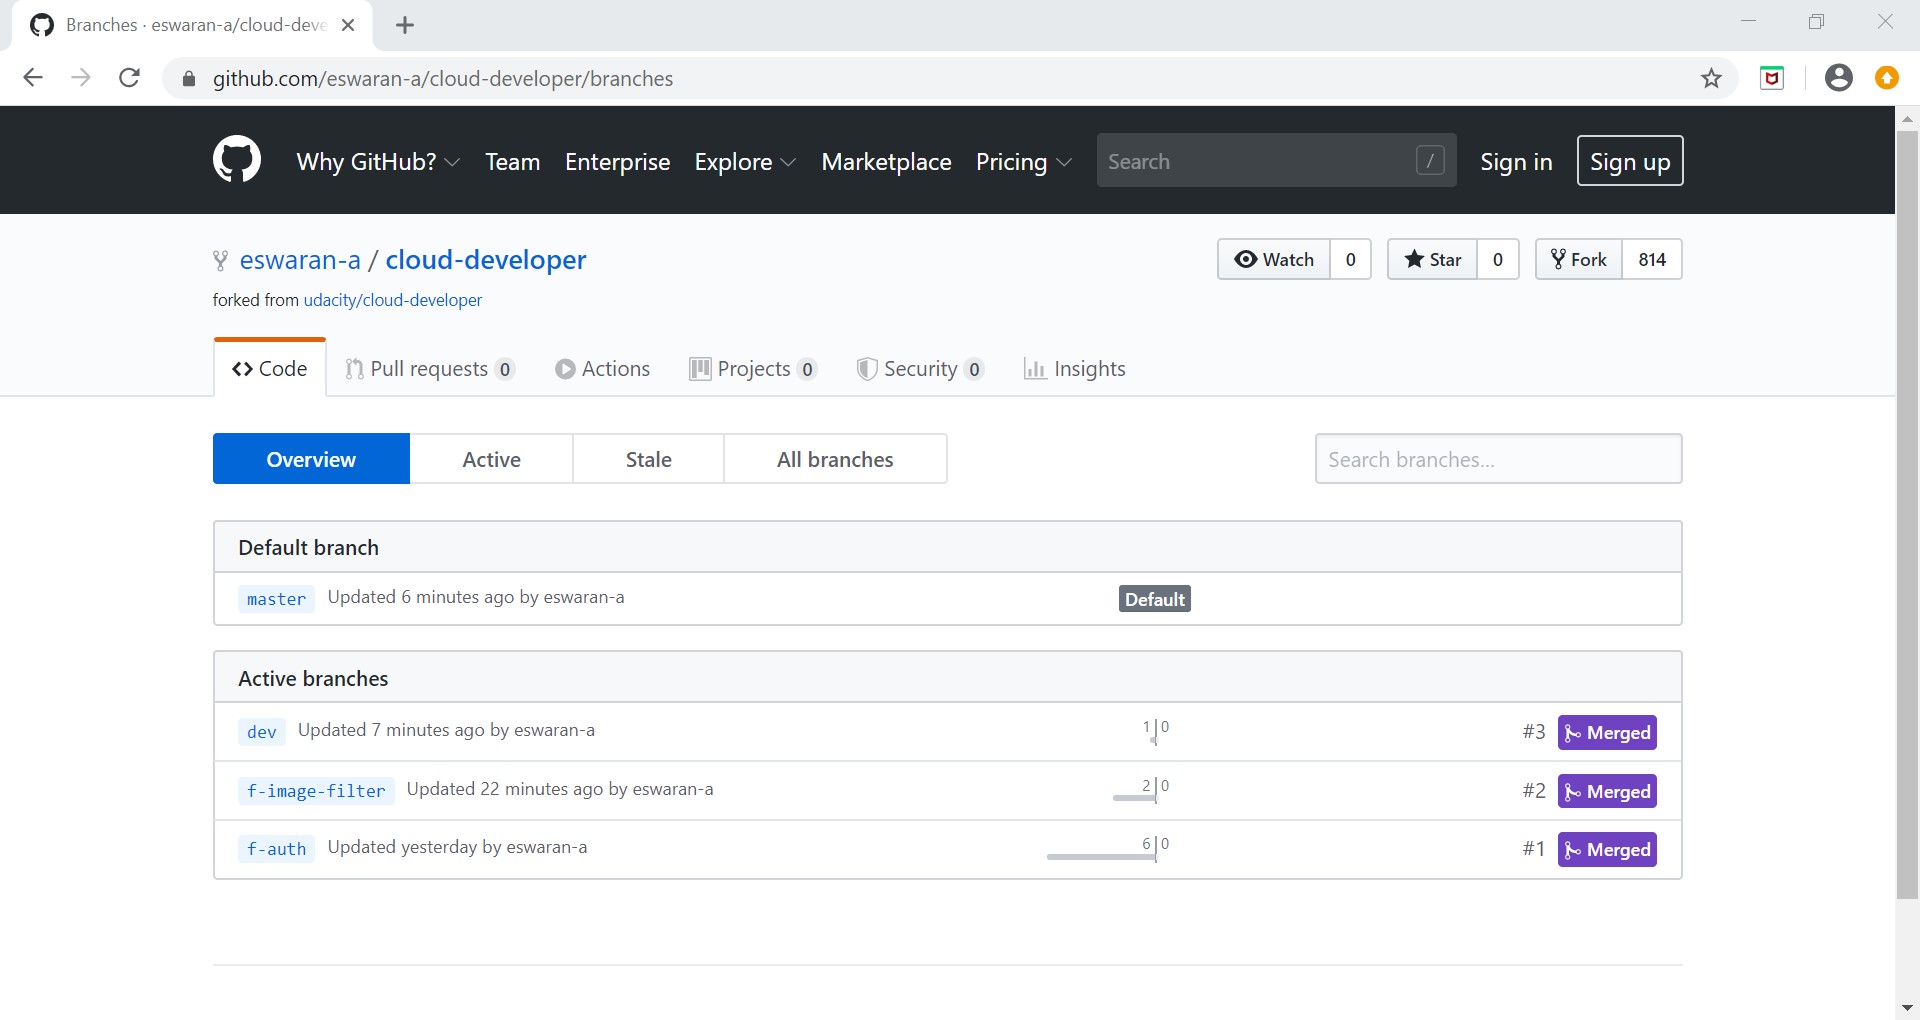 Branches · eswaran-a/cloud-deve
github.com/eswaran-a/cloud-developer/branches
Why GitHub? Team Enterprise Explore Marketplace Pricing Search / Sign in Sign up
eswaran-a / cloud-developer Watch 0 Star 0 Fork 814
forked from udacity/cloud-developer
Code Pull requests 0 Actions Projects 0 Security 0 Insights
Overview Active Stale All branches Search branches...
Default branch
master Updated 6 minutes ago by eswaran-a Default
Active branches
dev Updated 7 minutes ago by eswaran-a 1|0 #3 Merged
f-image-filter Updated 22 minutes ago by eswaran-a 2|0 #2 Merged
f-auth Updated yesterday by eswaran-a 6|0 #1 Merged